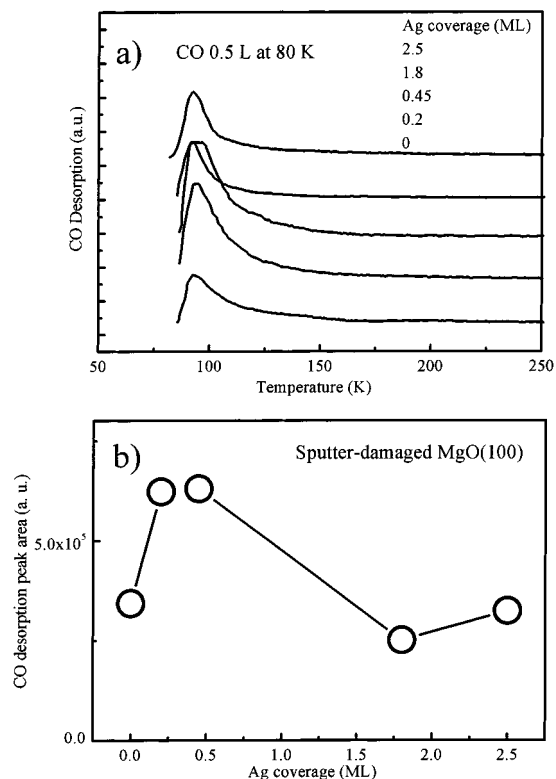 a)
CO 0.5 L at 80 K
Ag coverage (ML)
2.5
1.8
0.45
0.2
0
CO Desorption (a.u.)
50 100 150 200 250
Temperature (K)
b)
Sputter-damaged MgO(100)
CO desorption peak area (a. u.)
5.0x10⁵
0.0
0.0 0.5 1.0 1.5 2.0 2.5
Ag coverage (ML)